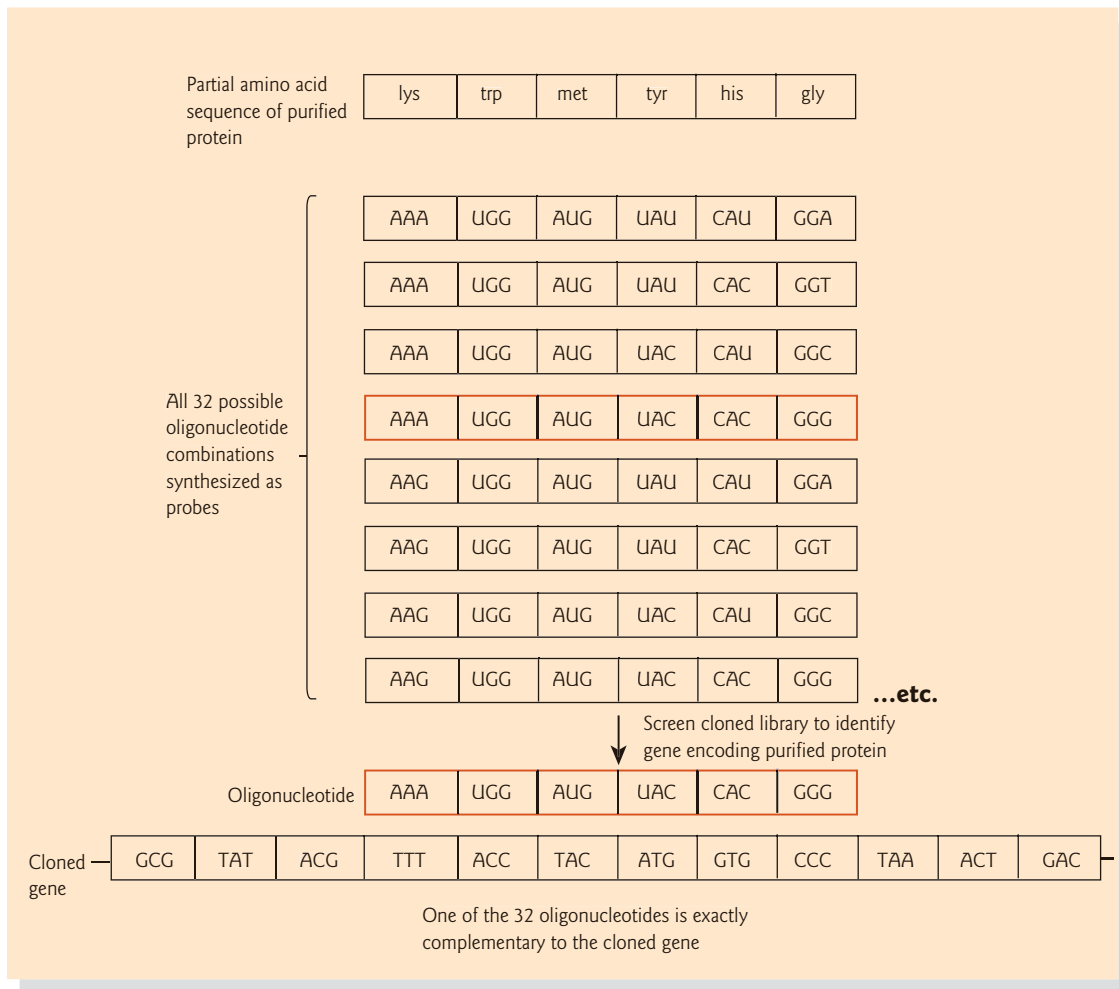 Partial amino acid
sequence of purified
protein
lys trp met tyr his gly
AAA UGG AUG UAU CAU GGA
AAA UGG AUG UAU CAC GGT
AAA UGG AUG UAC CAU GGC
All 32 possible
oligonucleotide
combinations
synthesized as
probes
AAA UGG AUG UAC CAC GGG
AAG UGG AUG UAU CAU GGA
AAG UGG AUG UAU CAC GGT
AAG UGG AUG UAC CAU GGC
AAG UGG AUG UAC CAC GGG
...etc.
Screen cloned library to identify
gene encoding purified protein
Oligonucleotide AAA UGG AUG UAC CAC GGG
Cloned
gene
GCG TAT ACG TTT ACC TAC ATG GTG CCC TAA ACT GAC
One of the 32 oligonucleotides is exactly
complementary to the cloned gene